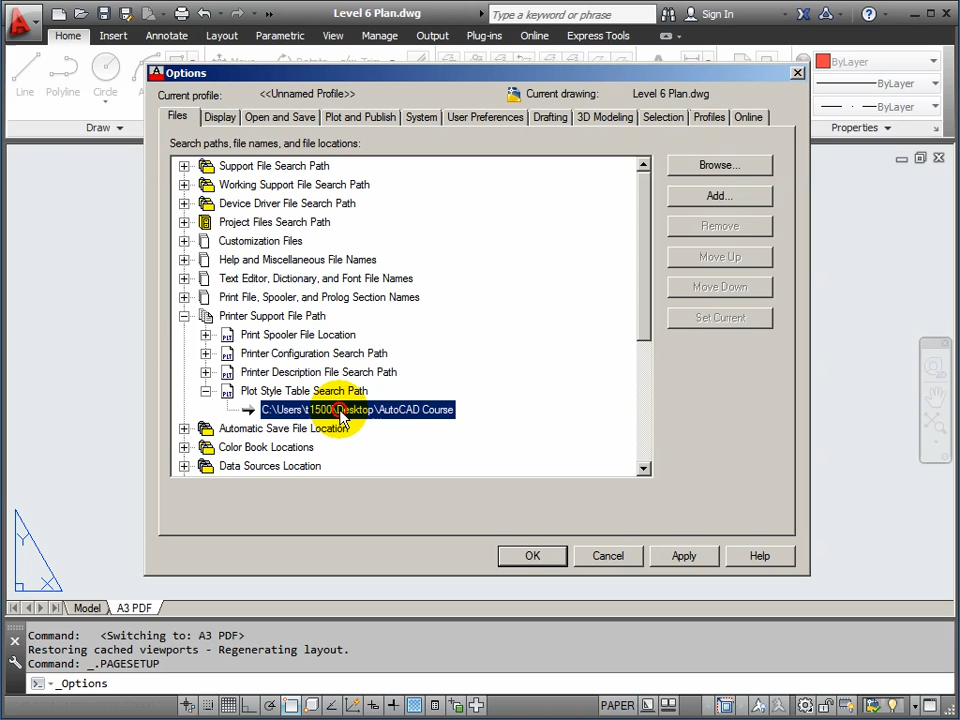 Level 6 Plan.dwg
Type a keyword or phrase
Sign In
Home Insert Annotate Layout Parametric View Manage Output Plug-ins Online Express Tools
Line Polyline Circle
Draw
ByLayer
ByLayer
ByLayer
Properties
Options
Current profile: <<Unnamed Profile>> Current drawing: Level 6 Plan.dwg
Files Display Open and Save Plot and Publish System User Preferences Drafting 3D Modeling Selection Profiles Online
Search paths, file names, and file locations:
Support File Search Path
Working Support File Search Path
Device Driver File Search Path
Project Files Search Path
Customization Files
Help and Miscellaneous File Names
Text Editor, Dictionary, and Font File Names
Print File, Spooler, and Prolog Section Names
Printer Support File Path
Print Spooler File Location
Printer Configuration Search Path
Printer Description File Search Path
Plot Style Table Search Path
C:\Users\t1500\Desktop\AutoCAD Course
Automatic Save File Location
Color Book Locations
Data Sources Location
Browse...
Add...
Remove
Move Up
Move Down
Set Current
OK Cancel Apply Help
Y
X
Model A3 PDF
Command: <Switching to: A3 PDF>
Restoring cached viewports - Regenerating layout.
Command: _.PAGESETUP
_Options
PAPER